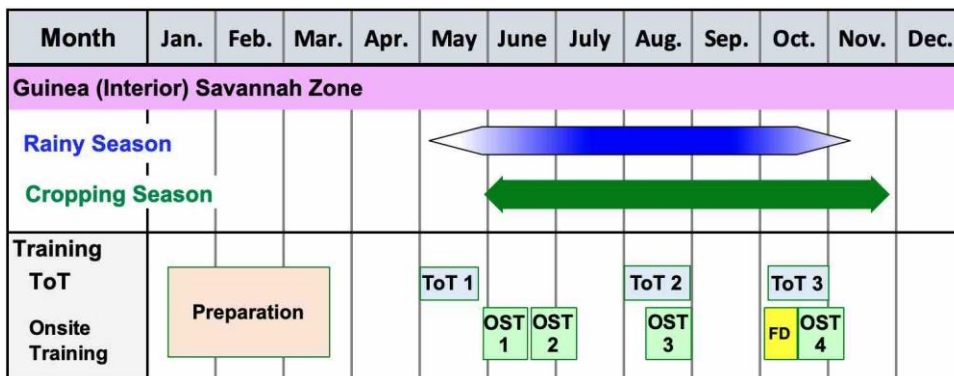 Month Jan. Feb. Mar. Apr. May June July Aug. Sep. Oct. Nov. Dec.
Guinea (Interior) Savannah Zone
Rainy Season
Cropping Season
Training
ToT
Preparation
ToT 1
ToT 2
ToT 3
Onsite
Training
OST
1
OST
2
OST
3
FD
OST
4